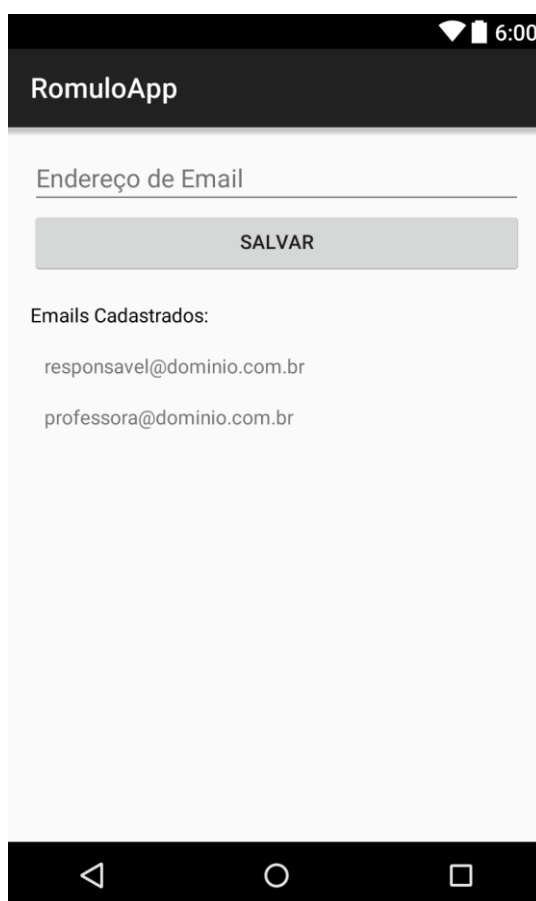 6:00
RomuloApp
Endereço de Email
SALVAR
Emails Cadastrados:
responsavel@dominio.com.br
professora@dominio.com.br